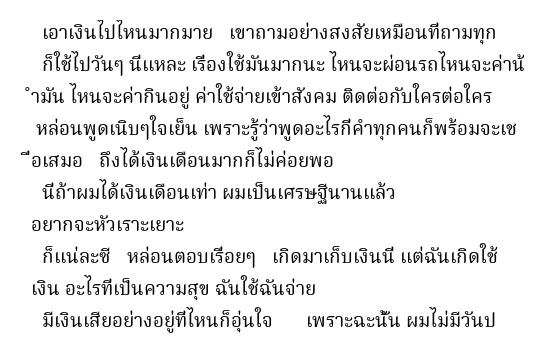 เอาเงินไปไหนมากมาย เขาถามอย่างสงสัยเหมือนที่ถามทุก
ก็ใช้ไปวันๆ นี่แหละ เรื่องใช้มันมากนะ ไหนจะผ่อนรถไหนจะค่าน้
ำมัน ไหนจะค่ากินอยู่ ค่าใช้จ่ายเข้าสังคม ติดต่อกับใครต่อใคร
หล่อนพูดเนิบๆใจเย็น เพราะรู้ว่าพูดอะไรกี่คำทุกคนก็พร้อมจะเช
ื่อเสมอ ถึงได้เงินเดือนมากก็ไม่ค่อยพอ
นี่ถ้าผมได้เงินเดือนเท่า ผมเป็นเศรษฐีนานแล้ว
อยากจะหัวเราะเยาะ
ก็แน่ละซี หล่อนตอบเรื่อยๆ เกิดมาเก็บเงินนี่ แต่ฉันเกิดใช้
เงิน อะไรที่เป็นความสุข ฉันใช้ฉันจ่าย
มีเงินเสียอย่างอยู่ที่ไหนก็อุ่นใจ เพราะฉะนั้น ผมไม่มีวันป